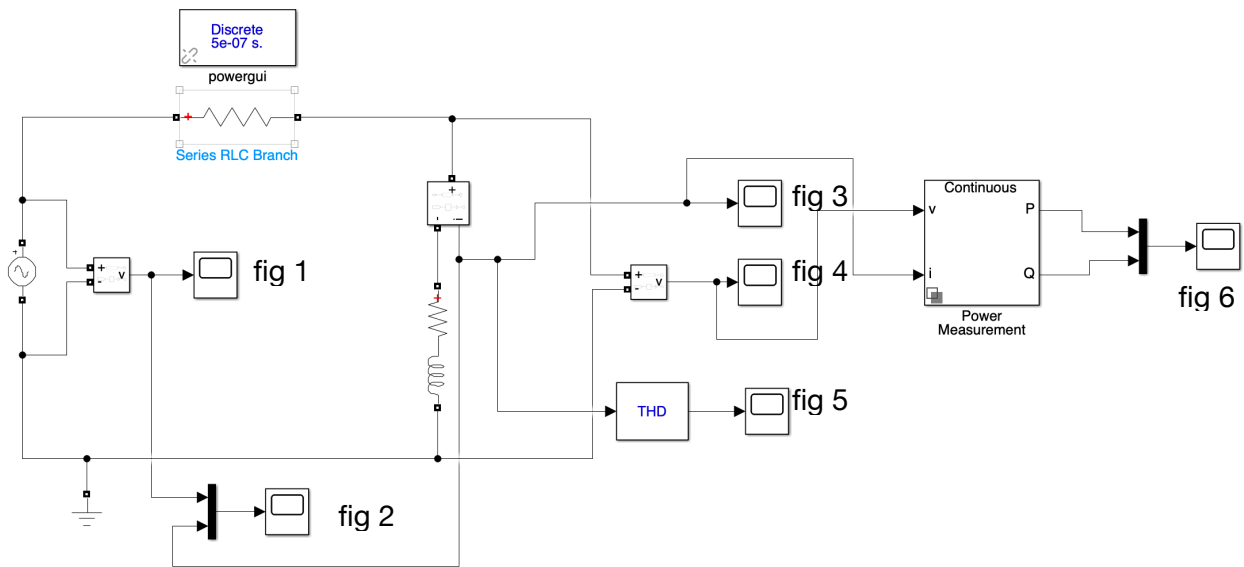 Discrete
5e-07 s.
powergui
+
Series RLC Branch
+
-
v
fig 1
+
-
i
+
fig 3
+
-
v
fig 4
Continuous
v
P
i
Q
Power
Measurement
fig 6
THD
fig 5
fig 2
+